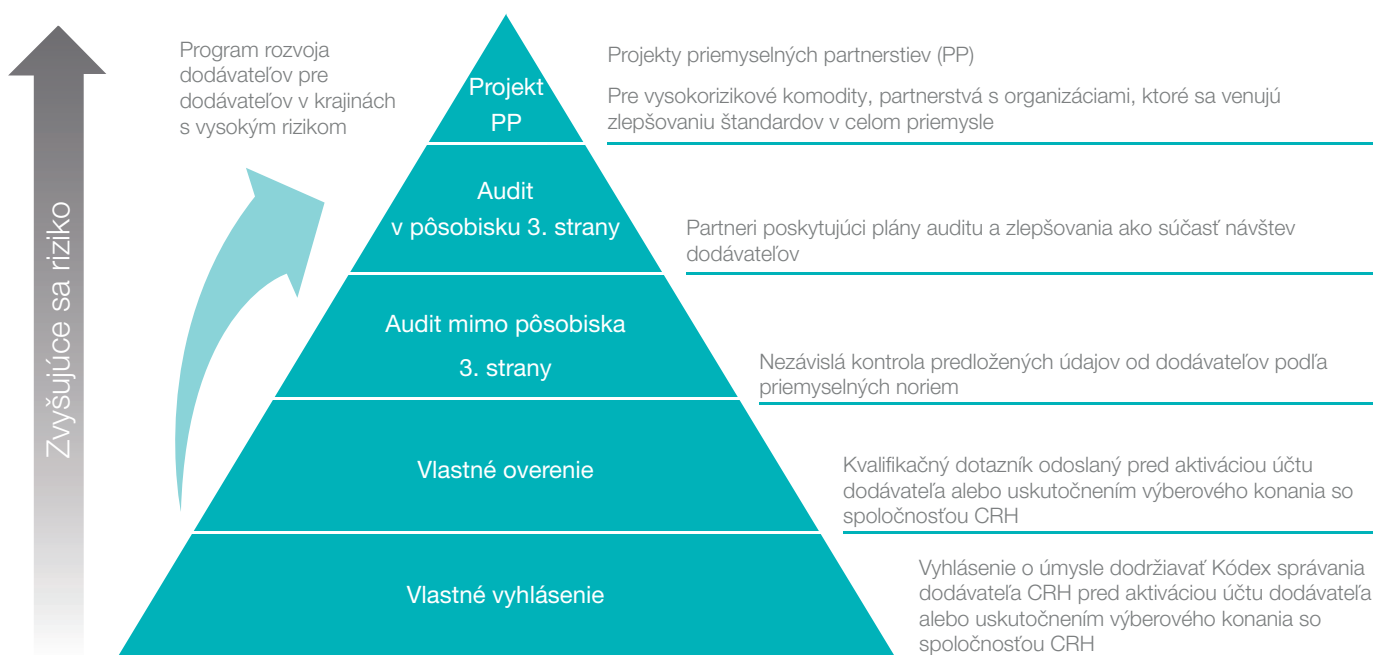 Zvyšujúce sa riziko
Program rozvoja
dodávateľov pre
dodávateľov v krajinách
s vysokým rizikom
Projekt
PP
Projekty priemyselných partnerstiev (PP)
Pre vysokorizikové komodity, partnerstvá s organizáciami, ktoré sa venujú
zlepšovaniu štandardov v celom priemysle
Audit
v pôsobisku 3. strany
Partneri poskytujúci plány auditu a zlepšovania ako súčasť návštev
dodávateľov
Audit mimo pôsobiska
3. strany
Nezávislá kontrola predložených údajov od dodávateľov podľa
priemyselných noriem
Vlastné overenie
Kvalifikačný dotazník odoslaný pred aktiváciou účtu
dodávateľa alebo uskutočnením výberového konania so
spoločnosťou CRH
Vlastné vyhlásenie
Vyhlásenie o úmysle dodržiavať Kódex správania
dodávateľa CRH pred aktiváciou účtu dodávateľa
alebo uskutočnením výberového konania so
spoločnosťou CRH